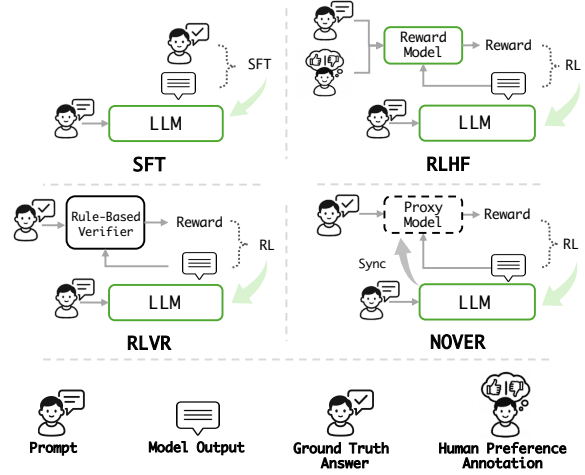 SFT
LLM
SFT
Reward
Model
Reward
RL
LLM
RLHF
Rule-Based
Verifier
Reward
RL
LLM
RLVR
Proxy
Model
Reward
Sync
RL
LLM
NOVER
Prompt
Model Output
Ground Truth
Answer
Human Preference
Annotation